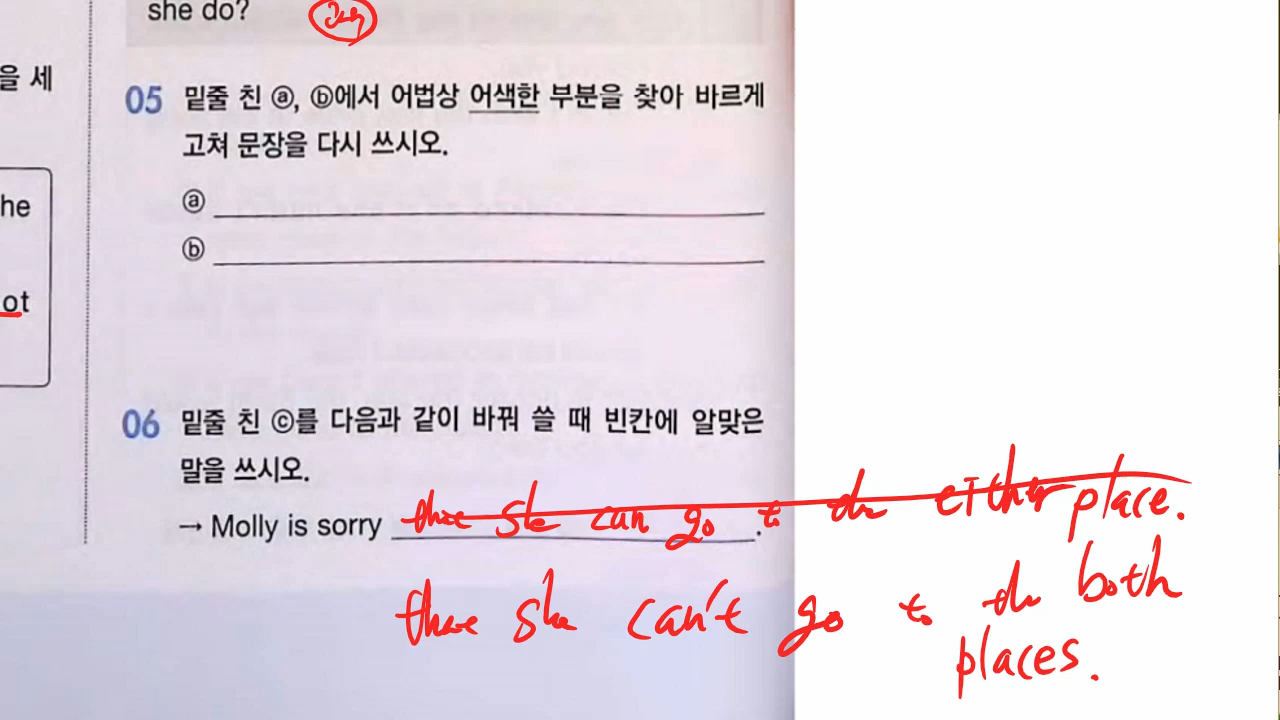 she do?
을 세
05 밑줄 친 ⓐ, ⓑ에서 어법상 어색한 부분을 찾아 바르게
고쳐 문장을 다시 쓰시오.
he
ⓐ
ⓑ
ot
06 밑줄 친 ⓒ를 다음과 같이 바꿔 쓸 때 빈칸에 알맞은
말을 쓰시오.
→ Molly is sorry she can go to the either place.
she can't go to the both
places.